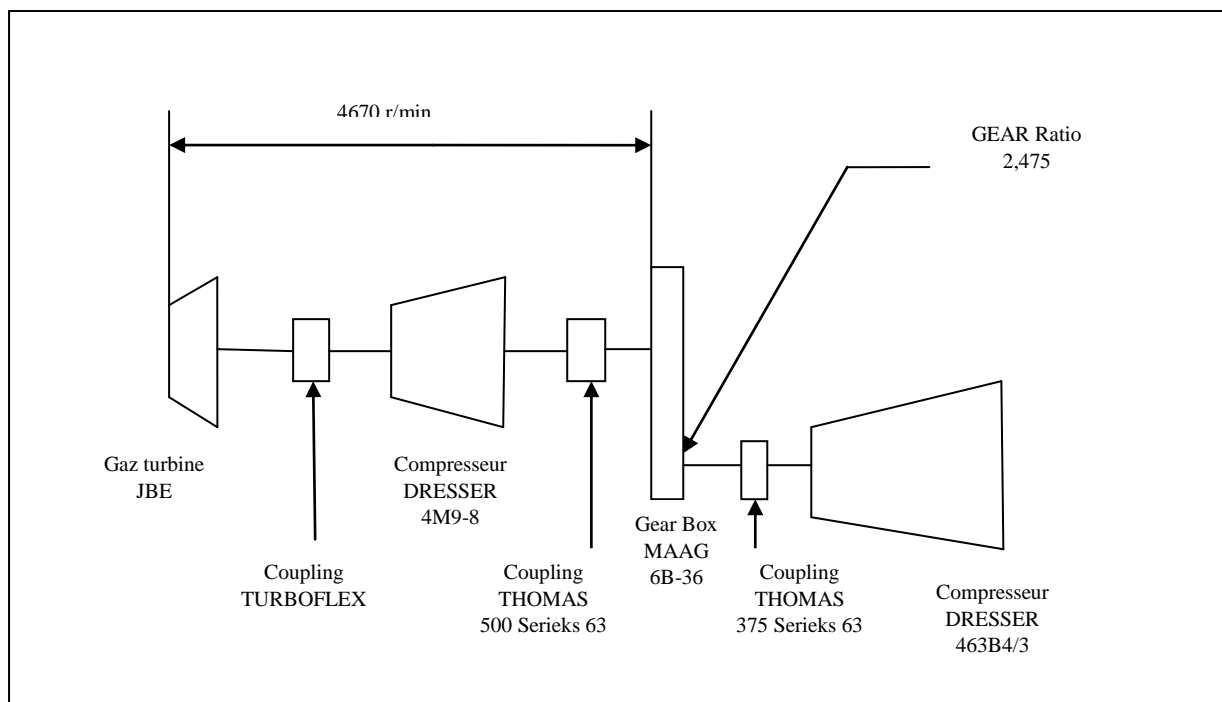 4670 r/min
GEAR Ratio
2,475
Gaz turbine
JBE
Compresseur
DRESSER
4M9-8
Gear Box
MAAG
6B-36
Coupling
TURBOFLEX
Coupling
THOMAS
500 Serieks 63
Coupling
THOMAS
375 Serieks 63
Compresseur
DRESSER
463B4/3